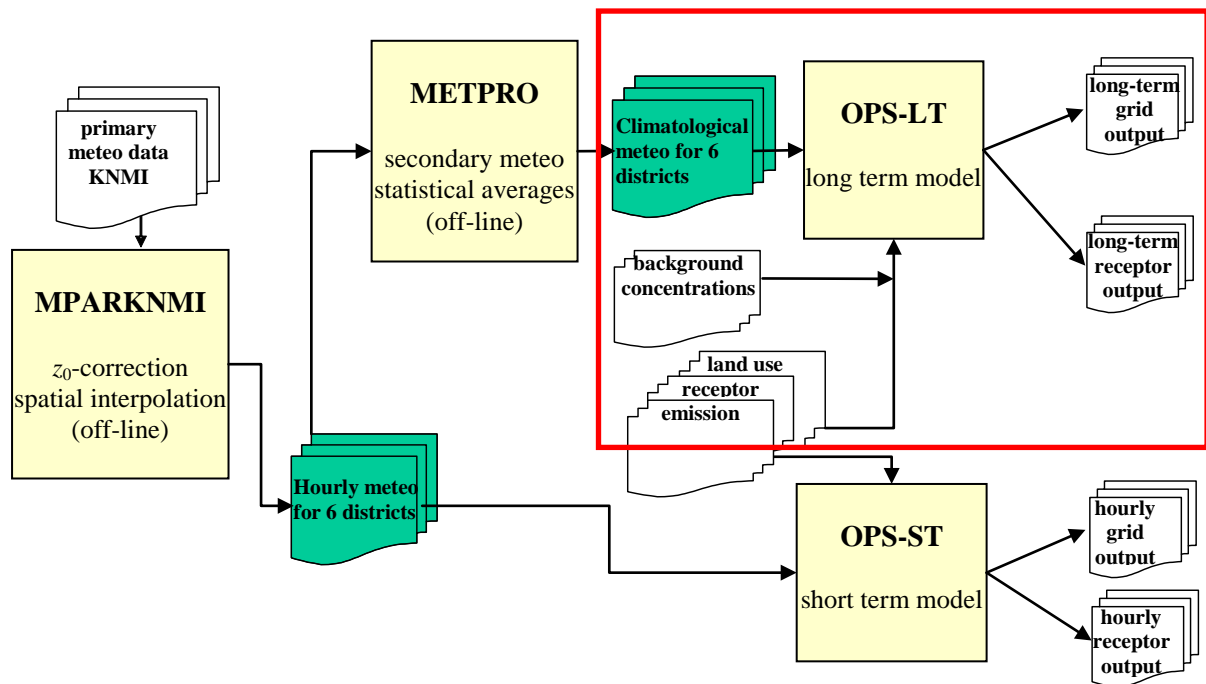 primary
meteo data
KNMI
MPARKNMI
z0-correction
spatial interpolation
(off-line)
METPRO
secondary meteo
statistical averages
(off-line)
Hourly meteo
for 6 districts
Climatological
meteo for 6
districts
background
concentrations
land use
receptor
emission
OPS-LT
long term model
long-term
grid
output
long-term
receptor
output
OPS-ST
short term model
hourly
grid
output
hourly
receptor
output